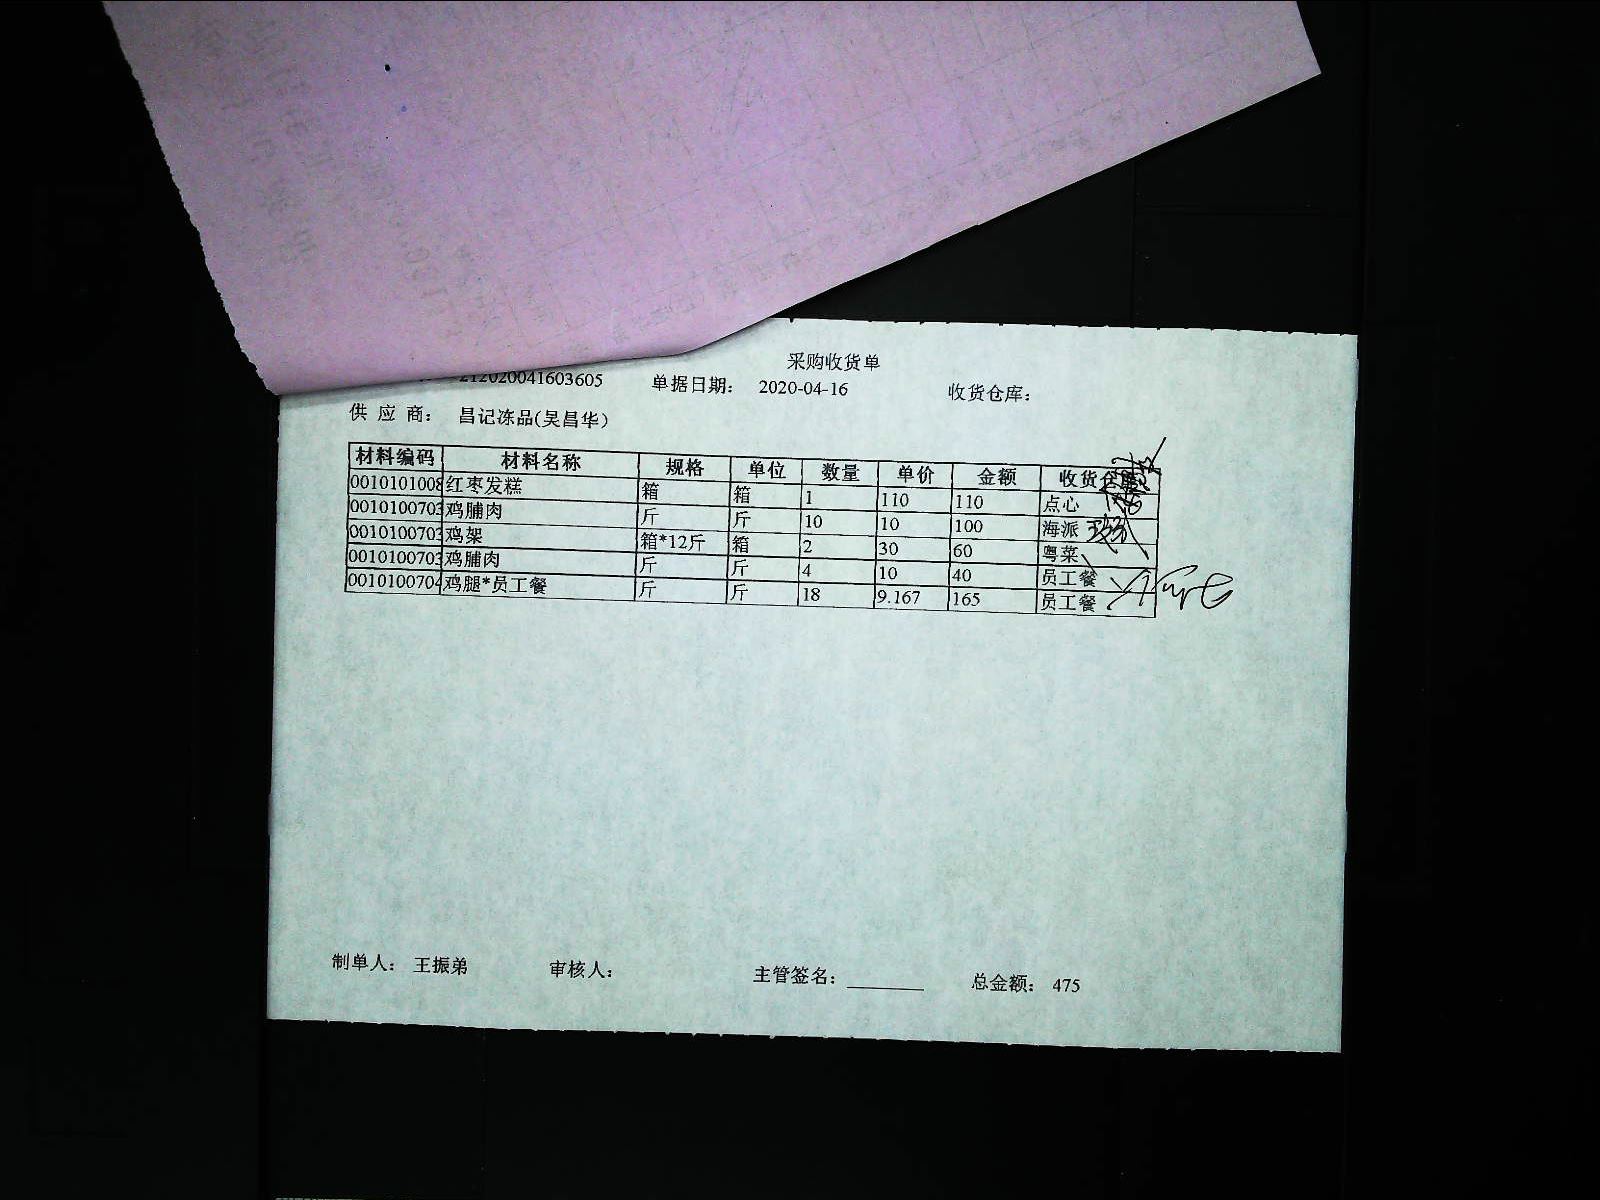 采购收货单
212020041603605 单据日期： 2020-04-16 收货仓库：
供 应 商： 昌记冻品(吴昌华）
材料编码 材料名称 规格 单位 数量 单价 金额 收货仓库
0010101008 红枣发糕 箱 箱 1 110 110 点心
0010100703 鸡脯肉 斤 斤 10 10 100 海派
0010100703 鸡架 箱*12斤 箱 2 30 60 粤菜
0010100703 鸡脯肉 斤 斤 4 10 40 员工餐
0010100704 鸡腿*员工餐 斤 斤 18 9.167 165 员工餐
制单人： 王振弟 审核人： 主管签名： 总金额： 475